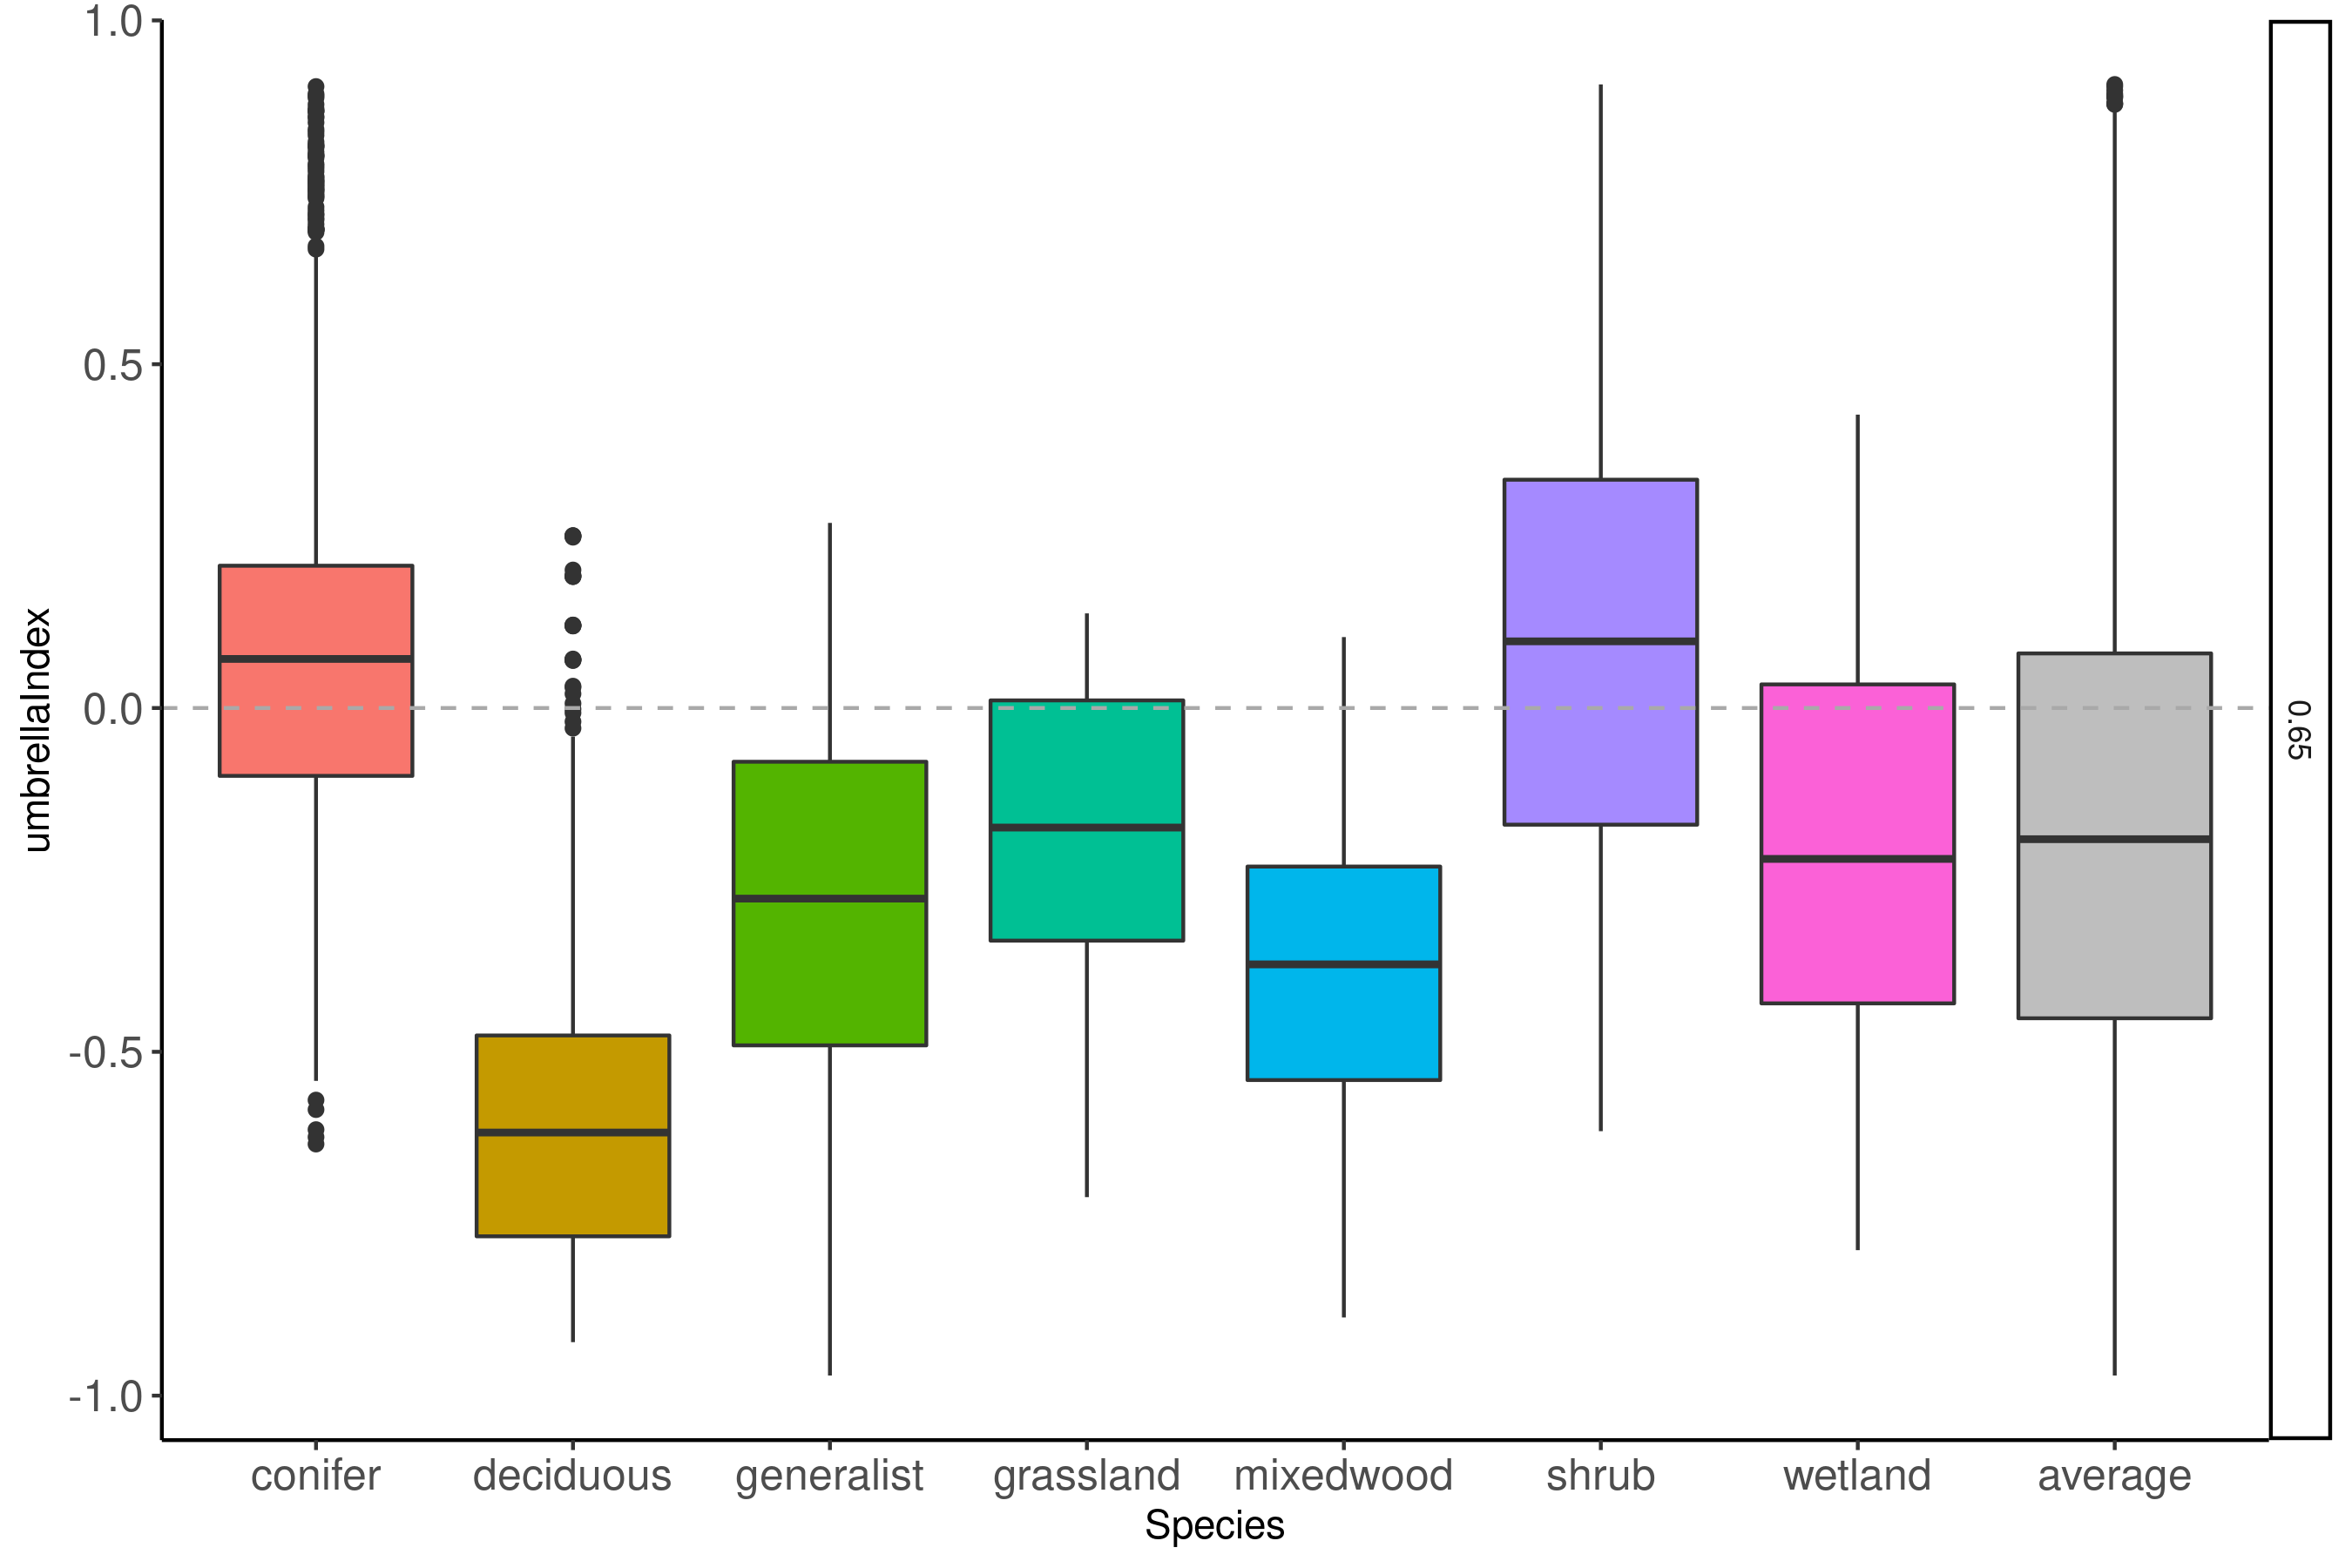 1.0
0.5
0.0
-0.5
-1.0
umbrellaIndex
conifer deciduous generalist grassland mixedwood shrub wetland average
Species
0.65